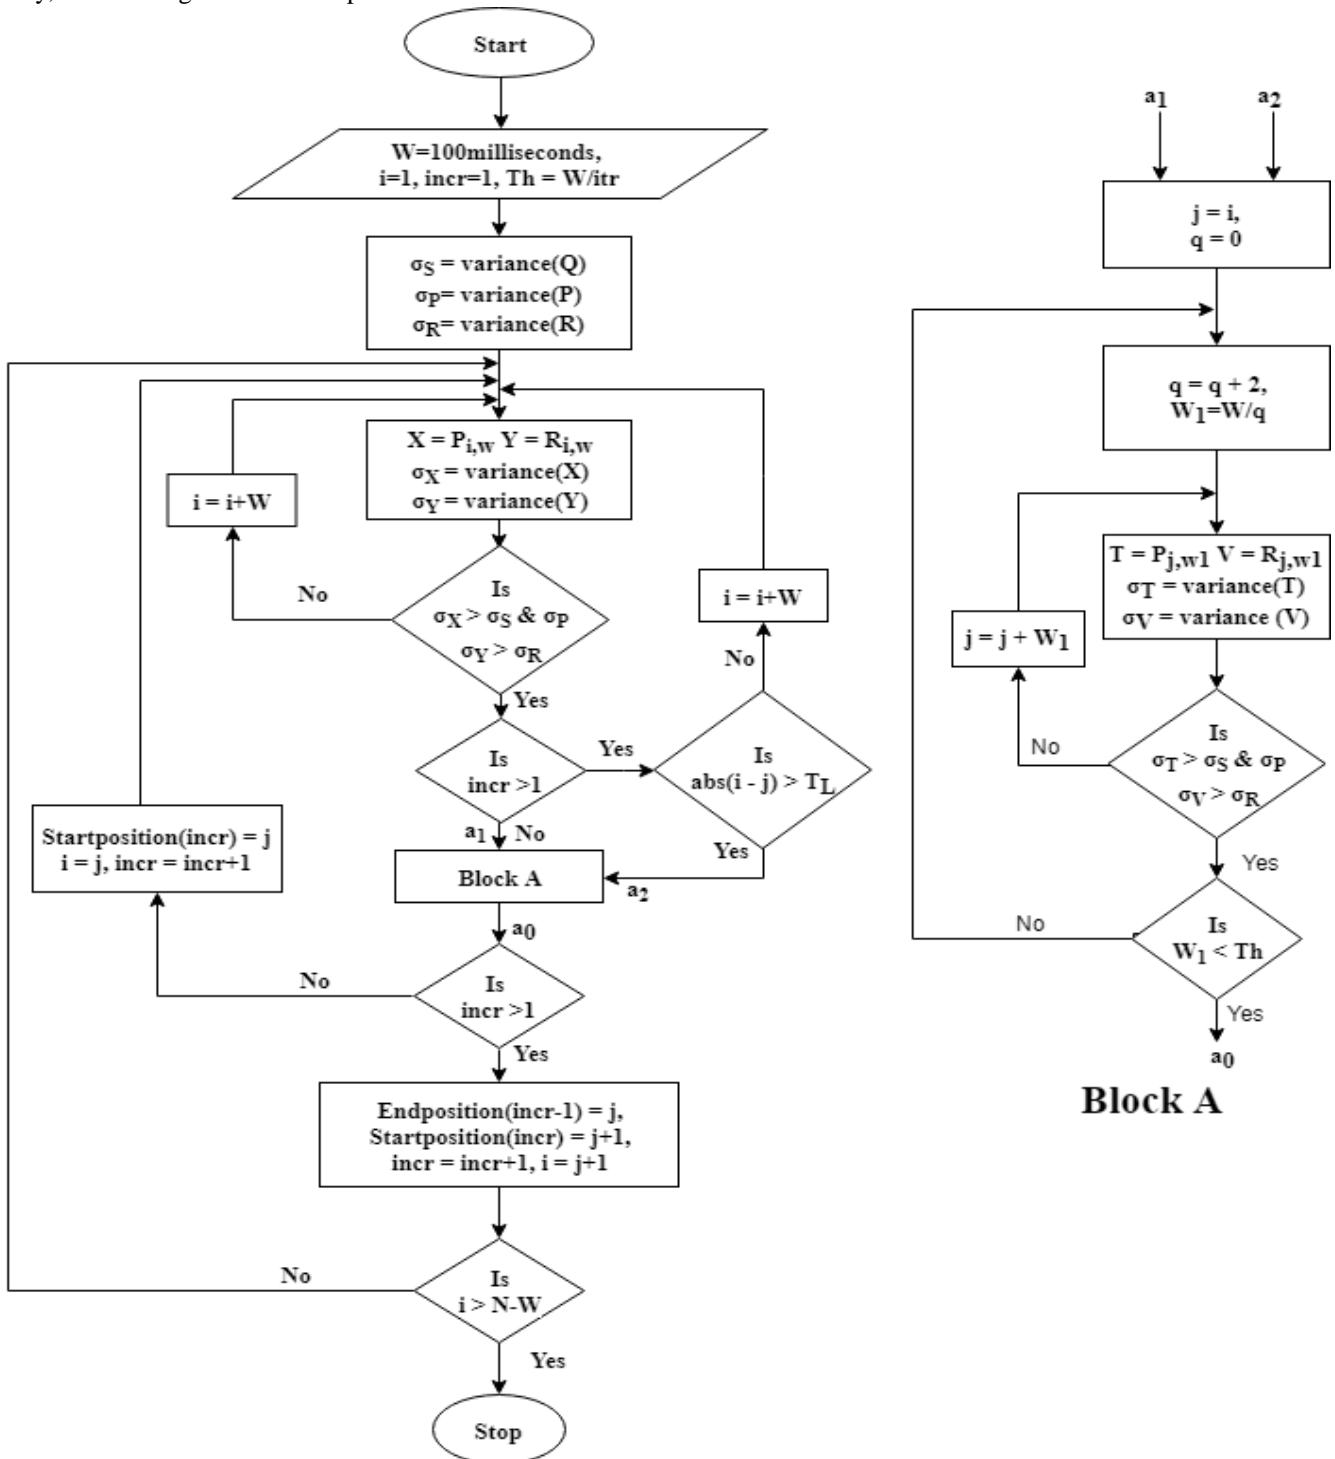 Start
W=100milliseconds,
i=1, incr=1, Th = W/itr
σS = variance(Q)
σP= variance(P)
σR= variance(R)
X = Pi,w Y = Ri,w
σX = variance(X)
σY = variance(Y)
i = i+W
No
Is
σX > σS & σP
σY > σR
Yes
i = i+W
No
Is
incr >1
Yes
Is
abs(i - j) > TL
a1 No
Yes
Startposition(incr) = j
i = j, incr = incr+1
Block A
a2
a0
No
Is
incr >1
Yes
Endposition(incr-1) = j,
Startposition(incr) = j+1,
incr = incr+1, i = j+1
No
Is
i > N-W
Yes
Stop
a1
a2
j = i,
q = 0
q = q + 2,
W1=W/q
T = Pj,w1 V = Rj,w1
σT = variance(T)
σV = variance (V)
j = j + W1
No
Is
σT > σS & σP
σV > σR
Yes
No
Is
W1 < Th
Yes
a0
Block A